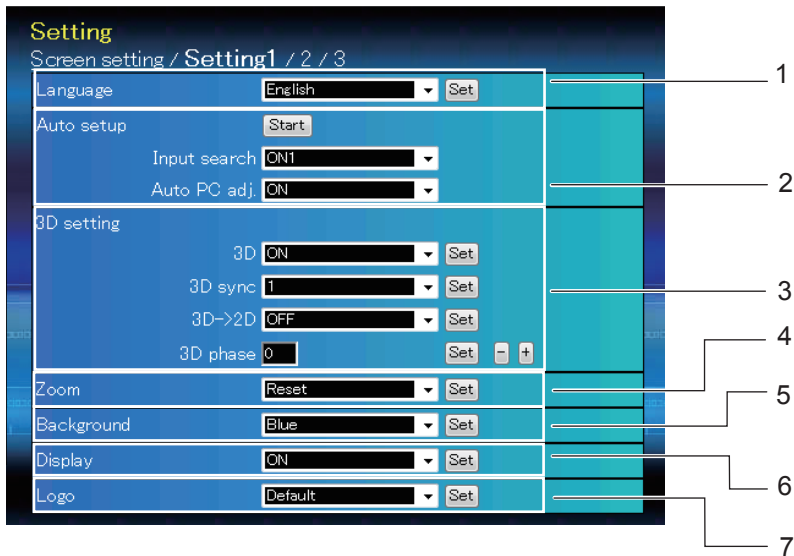 Setting
Screen setting / Setting1 / 2 / 3
Language English Set 1
Auto setup Start
Input search ON1
Auto PC adj. ON 2
3D setting
3D ON Set
3D sync 1 Set 3
3D->2D OFF Set
3D phase 0 Set - + 4
Zoom Reset Set 5
Background Blue Set
Display ON Set 6
Logo Default Set 7